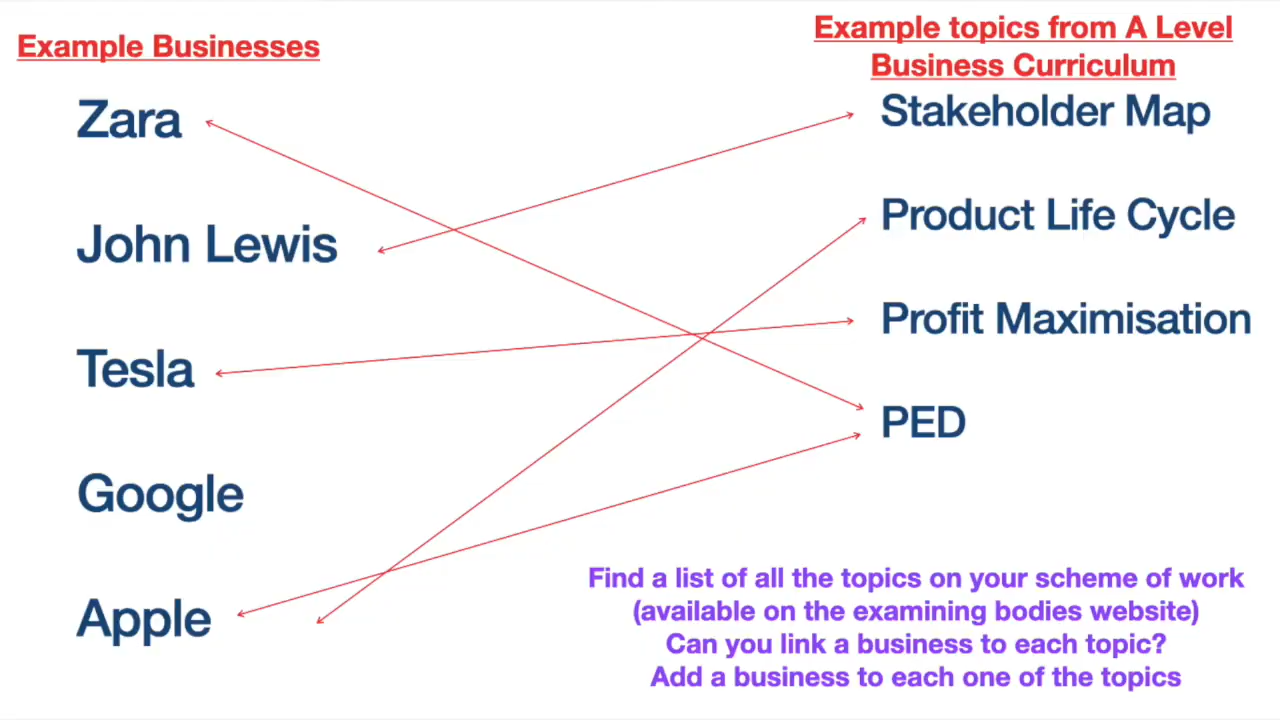 Example Businesses
Zara
John Lewis
Tesla
Google
Apple
Example topics from A Level
Business Curriculum
Stakeholder Map
Product Life Cycle
Profit Maximisation
PED
Find a list of all the topics on your scheme of work
(available on the examining bodies website)
Can you link a business to each topic?
Add a business to each one of the topics